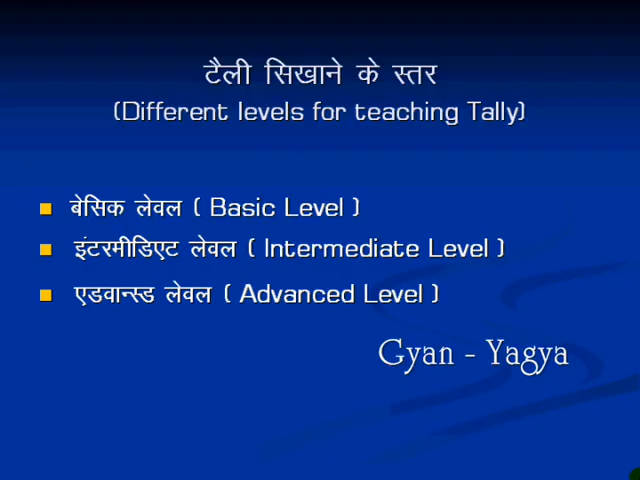 टैली सिखाने के स्तर
(Different levels for teaching Tally)
बेसिक लेवल ( Basic Level )
इंटरमीडिएट लेवल ( Intermediate Level )
एडवान्स्ड लेवल ( Advanced Level )
Gyan - Yagya